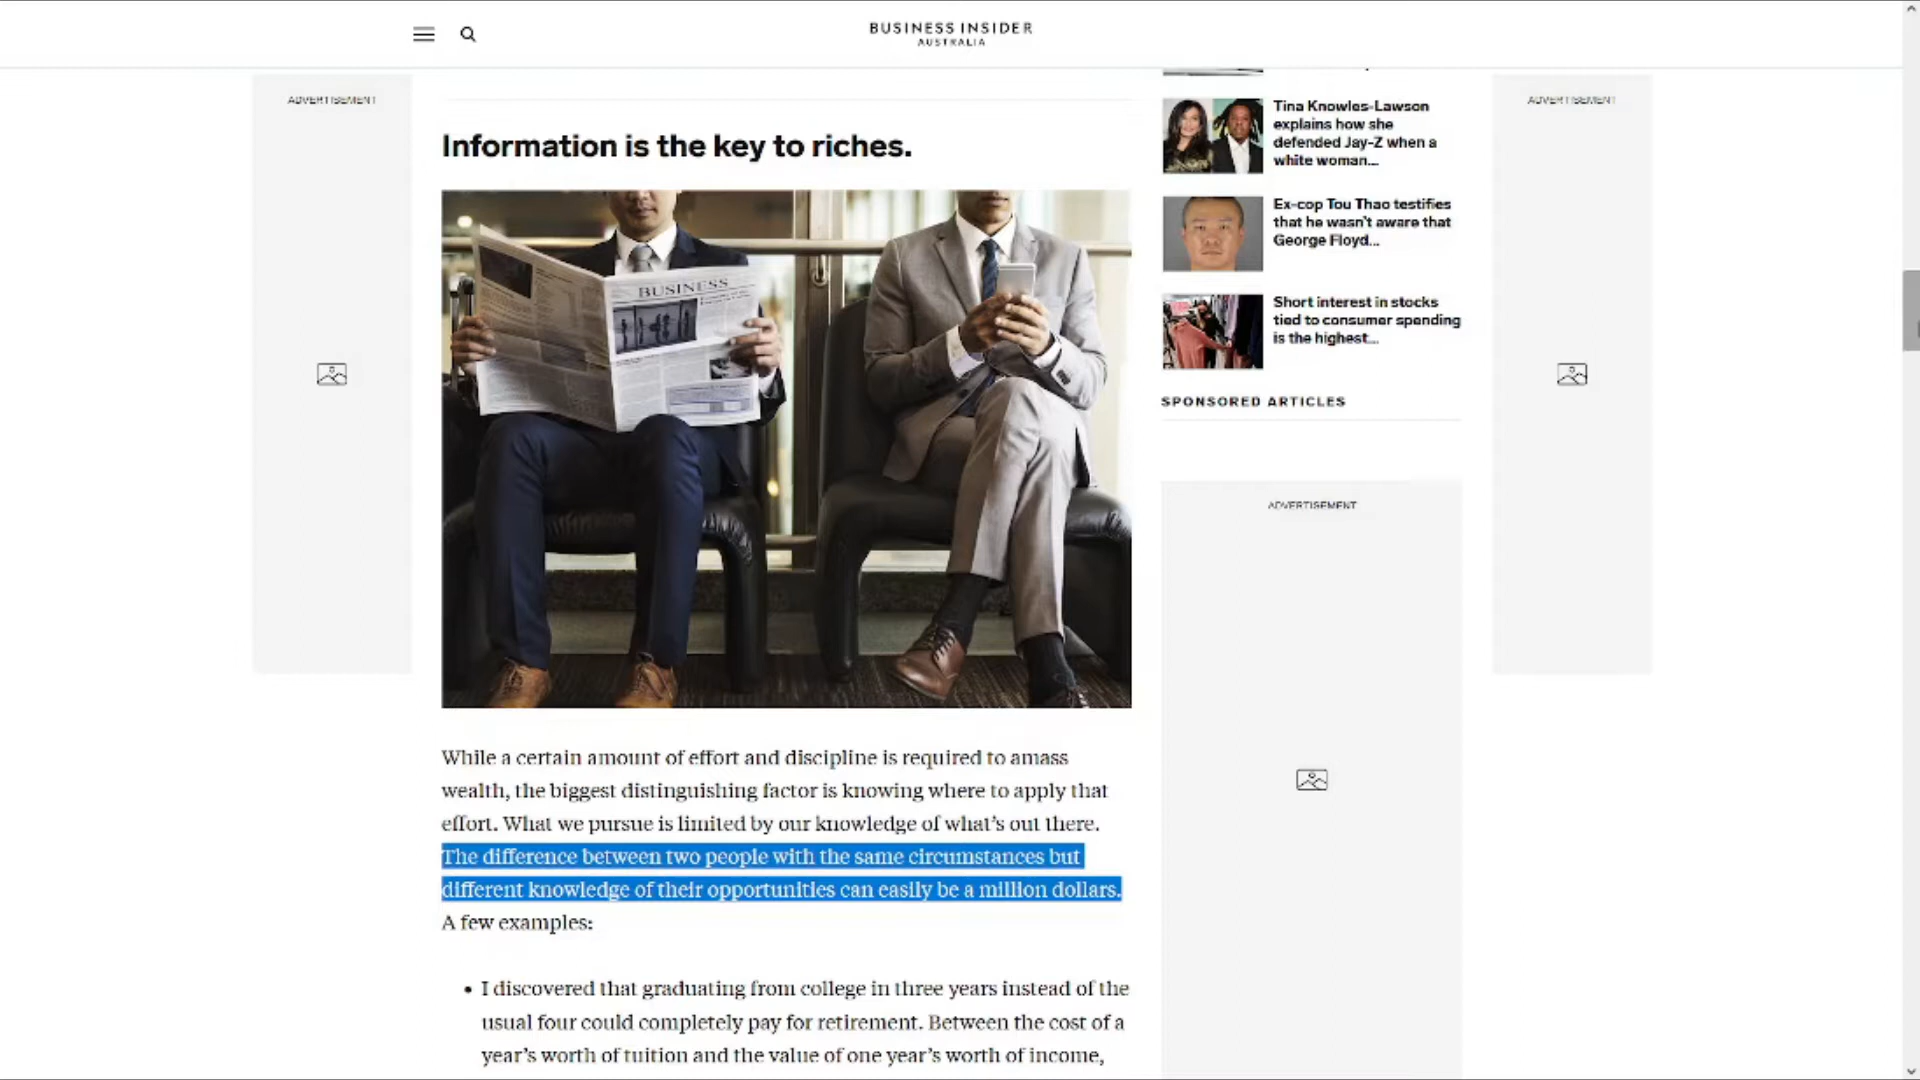 BUSINESS INSIDER
AUSTRALIA
ADVERTISEMENT
Information is the key to riches.
BUSINESS
While a certain amount of effort and discipline is required to amass
wealth, the biggest distinguishing factor is knowing where to apply that
effort. What we pursue is limited by our knowledge of what's out there.
The difference between two people with the same circumstances but
different knowledge of their opportunities can easily be a million dollars.
A few examples:
• I discovered that graduating from college in three years instead of the
usual four could completely pay for retirement. Between the cost of a
year's worth of tuition and the value of one year's worth of income,
Tina Knowles-Lawson
explains how she
defended Jay-Z when a
white woman...
Ex-cop Tou Thao testifies
that he wasn't aware that
George Floyd...
Short interest in stocks
tied to consumer spending
is the highest...
SPONSORED ARTICLES
ADVERTISEMENT
ADVERTISEMENT